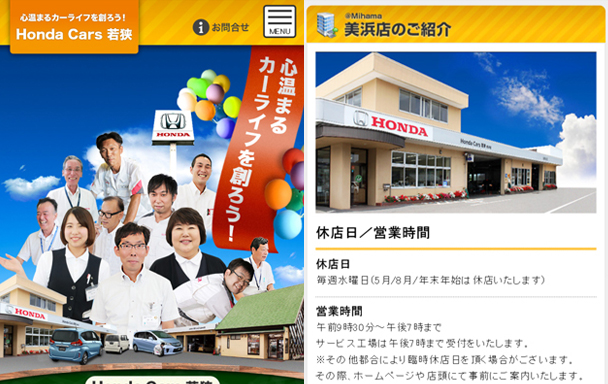 心温まるカーライフを創ろう！
Honda Cars 若狭
お問合せ
MENU
HONDA
心温まる
カーライフを創ろう！
HONDA
@Mihama
美浜店のご紹介
HONDA
休店日／営業時間
休店日
毎週水曜日(5月/8月/年末年始は休店いたします)
営業時間
午前9時30分～午後7時まで
サービス工場は午後7時まで受付をいたします。
※その他都合により臨時休店日を頂く場合がございます。
その際、ホームページや店頭にて事前にご案内いたします。